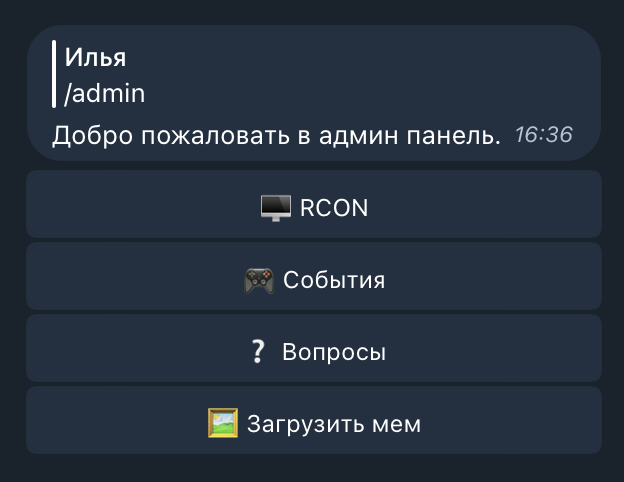 Илья
/admin
Добро пожаловать в админ панель. 16:36
🖥️ RCON
🎮 События
❔ Вопросы
🖼️ Загрузить мем